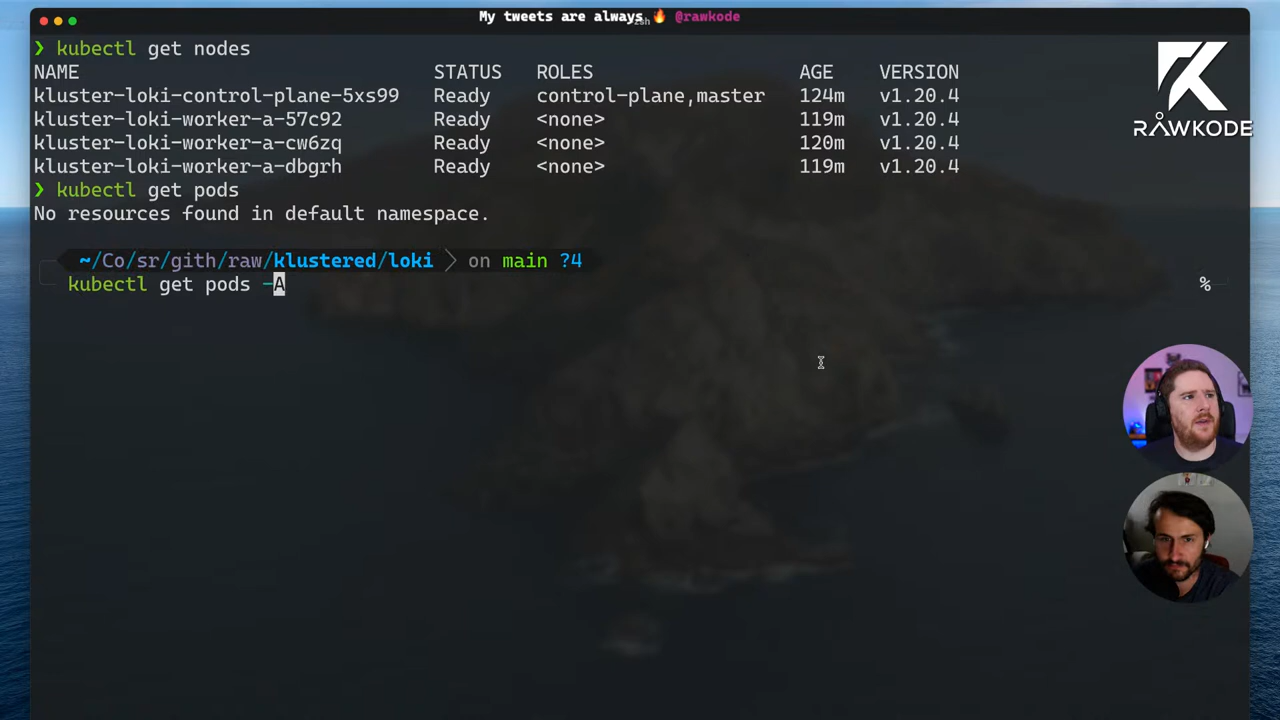 My tweets are always🔥 @rawkode
zsh
❯ kubectl get nodes
NAME STATUS ROLES AGE VERSION
kluster-loki-control-plane-5xs99 Ready control-plane,master 124m v1.20.4
kluster-loki-worker-a-57c92 Ready <none> 119m v1.20.4
kluster-loki-worker-a-cw6zq Ready <none> 120m v1.20.4
kluster-loki-worker-a-dbgrh Ready <none> 119m v1.20.4
❯ kubectl get pods
No resources found in default namespace.
~/Co/sr/gith/raw/klustered/loki on main ?4
kubectl get pods -A %
RAWKODE